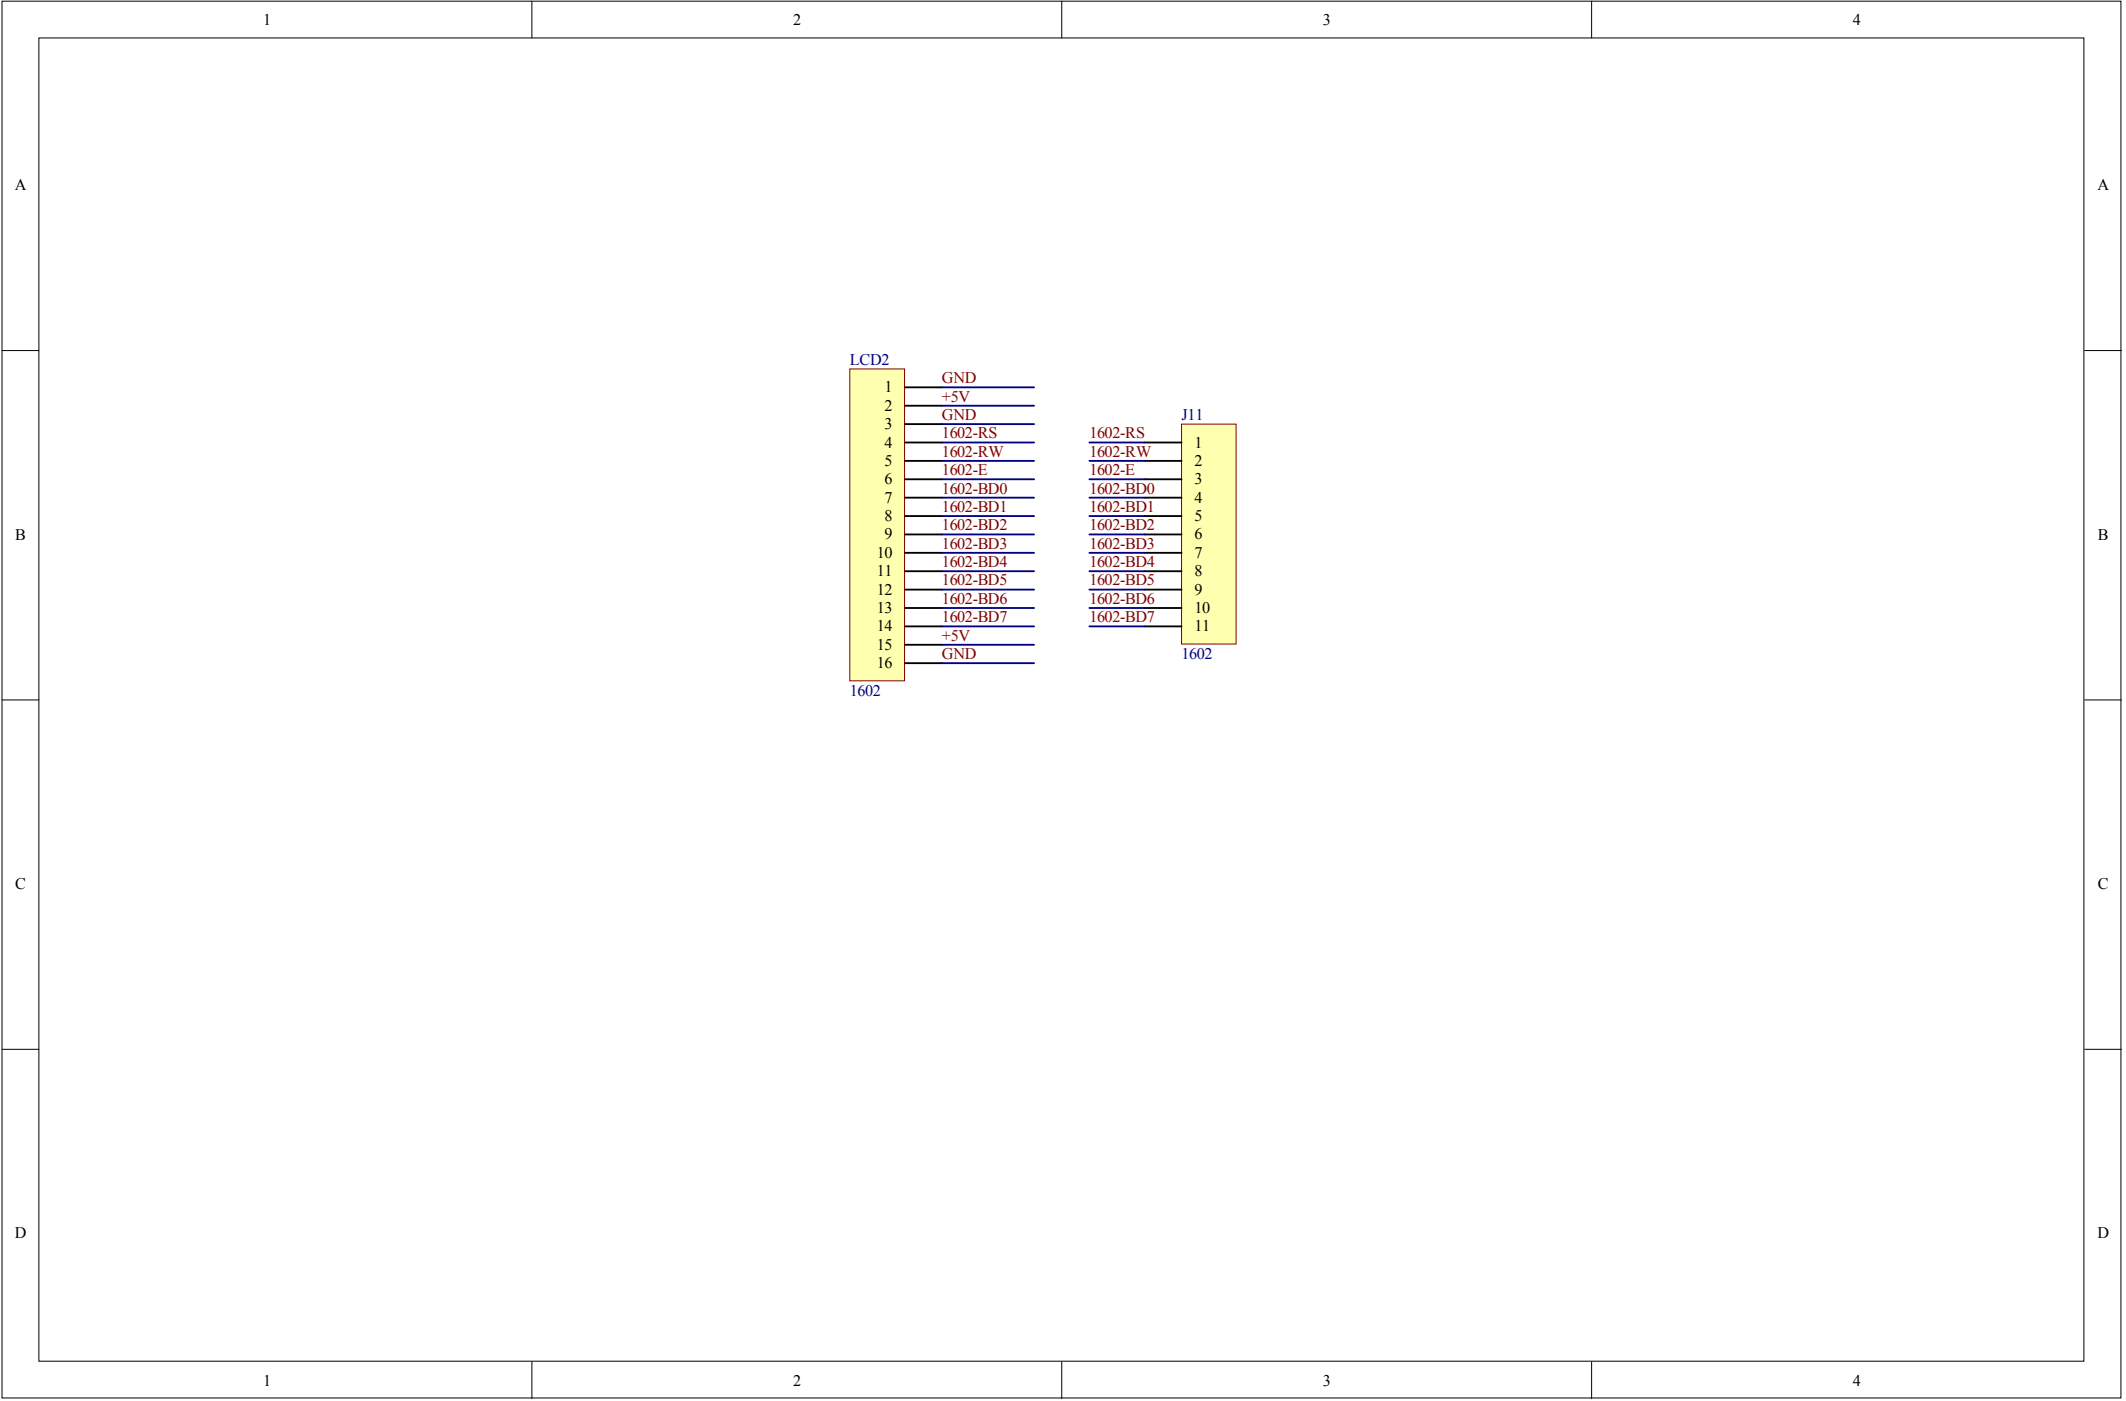 1 2 3 4
A A
LCD2
1 GND
2 +5V
3 GND
4 1602-RS
5 1602-RW
6 1602-E
7 1602-BD0
8 1602-BD1
9 1602-BD2
10 1602-BD3
11 1602-BD4
12 1602-BD5
13 1602-BD6
14 1602-BD7
15 +5V
16 GND
1602
J11
1602-RS 1
1602-RW 2
1602-E 3
1602-BD0 4
1602-BD1 5
1602-BD2 6
1602-BD3 7
1602-BD4 8
1602-BD5 9
1602-BD6 10
1602-BD7 11
1602
B B
C C
D D
1 2 3 4